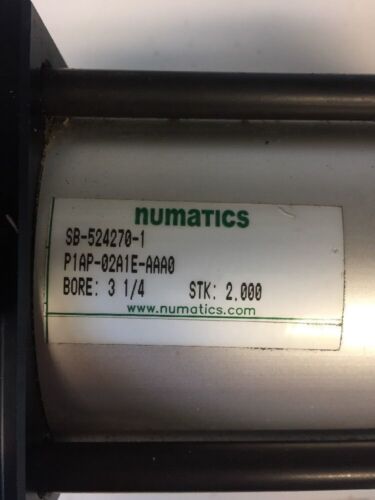 numatics
SB-524270-1
P1AP-02A1E-AAA0
BORE: 3 1/4 STK: 2.000
www.numatics.com